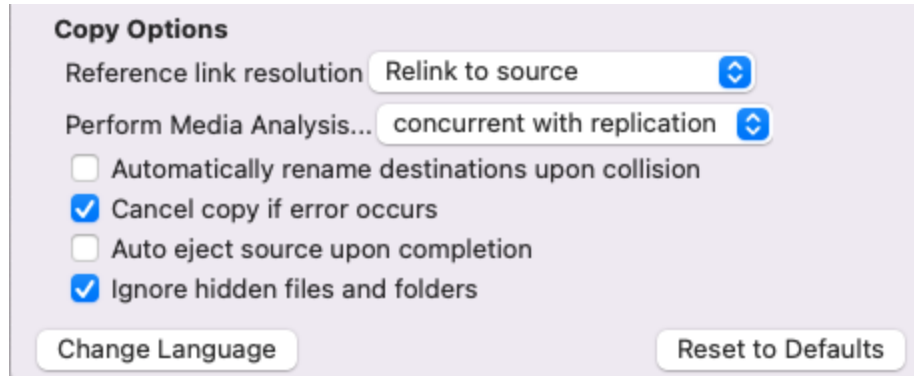 Copy Options
Reference link resolution Relink to source
Perform Media Analysis... concurrent with replication
Automatically rename destinations upon collision
Cancel copy if error occurs
Auto eject source upon completion
Ignore hidden files and folders
Change Language Reset to Defaults